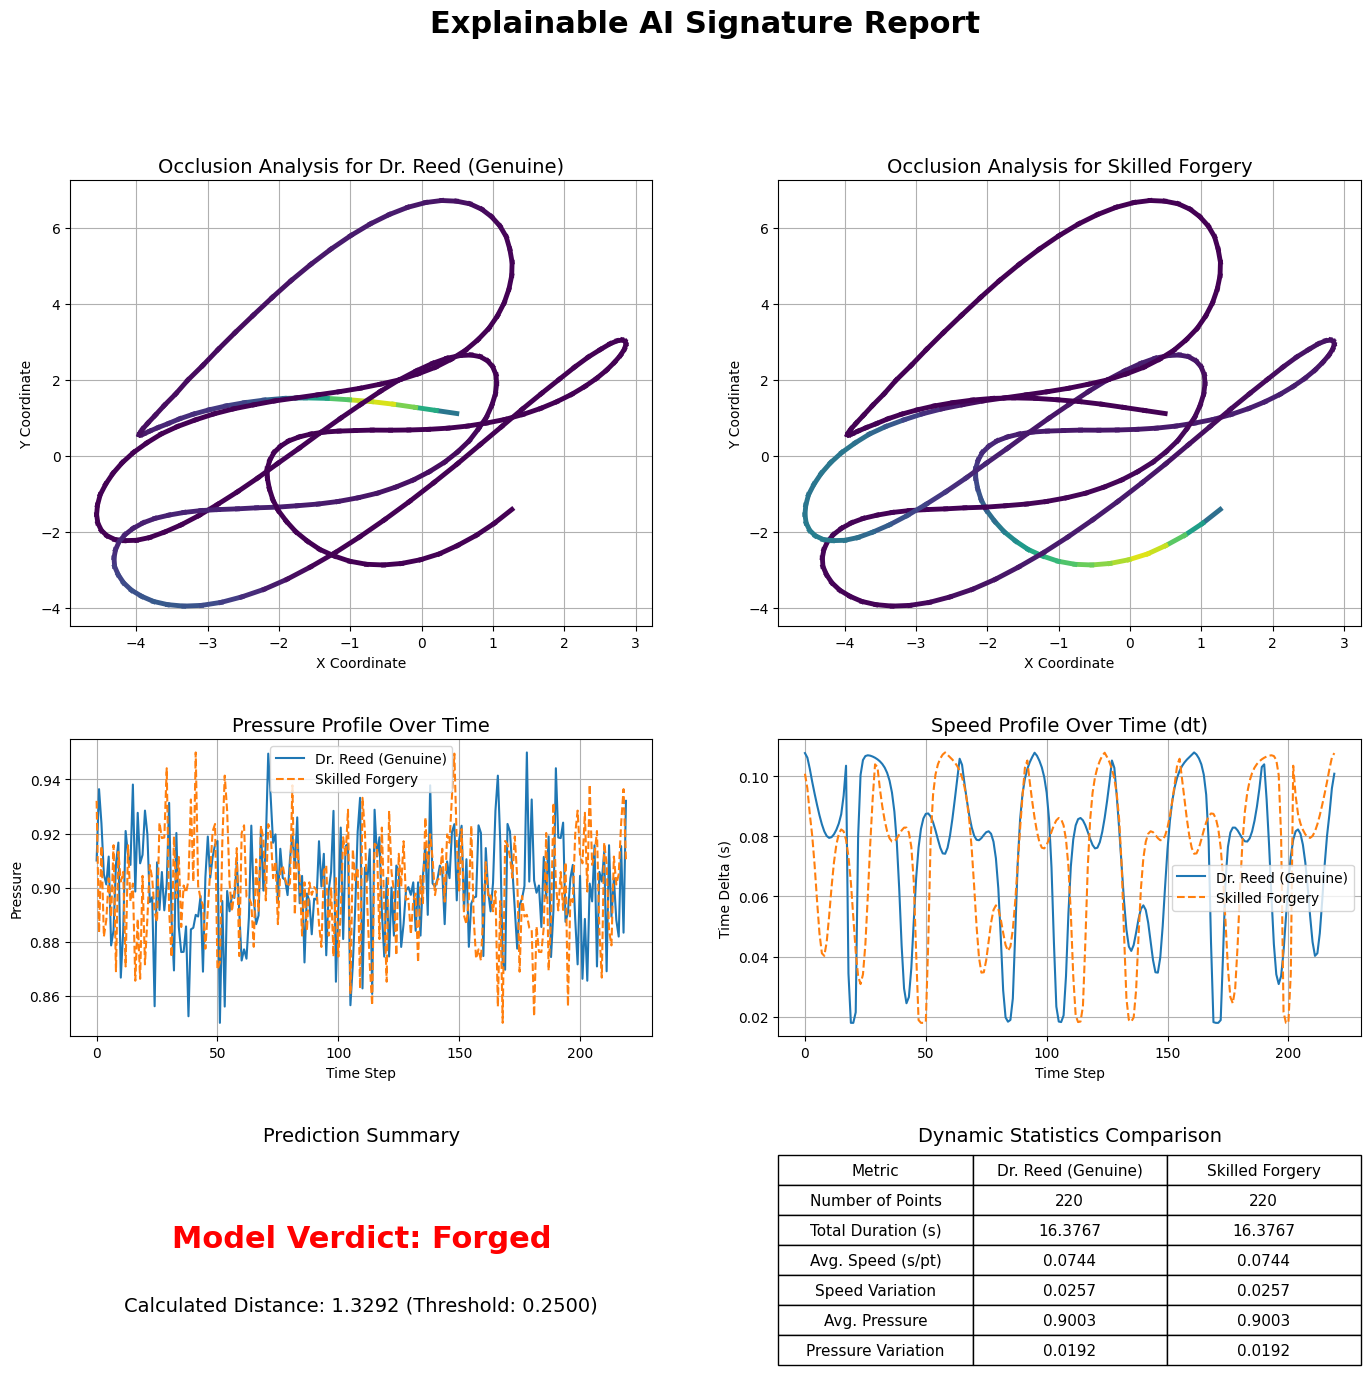 Explainable AI Signature Report
Occlusion Analysis for Dr. Reed (Genuine)
Y Coordinate
6
4
2
0
−2
−4
−4 −3 −2 −1 0 1 2 3
X Coordinate
Occlusion Analysis for Skilled Forgery
Y Coordinate
6
4
2
0
−2
−4
−4 −3 −2 −1 0 1 2 3
X Coordinate
Pressure Profile Over Time
Dr. Reed (Genuine)
Skilled Forgery
Pressure
0.94
0.92
0.90
0.88
0.86
0 50 100 150 200
Time Step
Speed Profile Over Time (dt)
Dr. Reed (Genuine)
Skilled Forgery
Time Delta (s)
0.10
0.08
0.06
0.04
0.02
0 50 100 150 200
Time Step
Prediction Summary
Model Verdict: Forged
Calculated Distance: 1.3292 (Threshold: 0.2500)
Dynamic Statistics Comparison
Metric Dr. Reed (Genuine) Skilled Forgery
Number of Points 220 220
Total Duration (s) 16.3767 16.3767
Avg. Speed (s/pt) 0.0744 0.0744
Speed Variation 0.0257 0.0257
Avg. Pressure 0.9003 0.9003
Pressure Variation 0.0192 0.0192